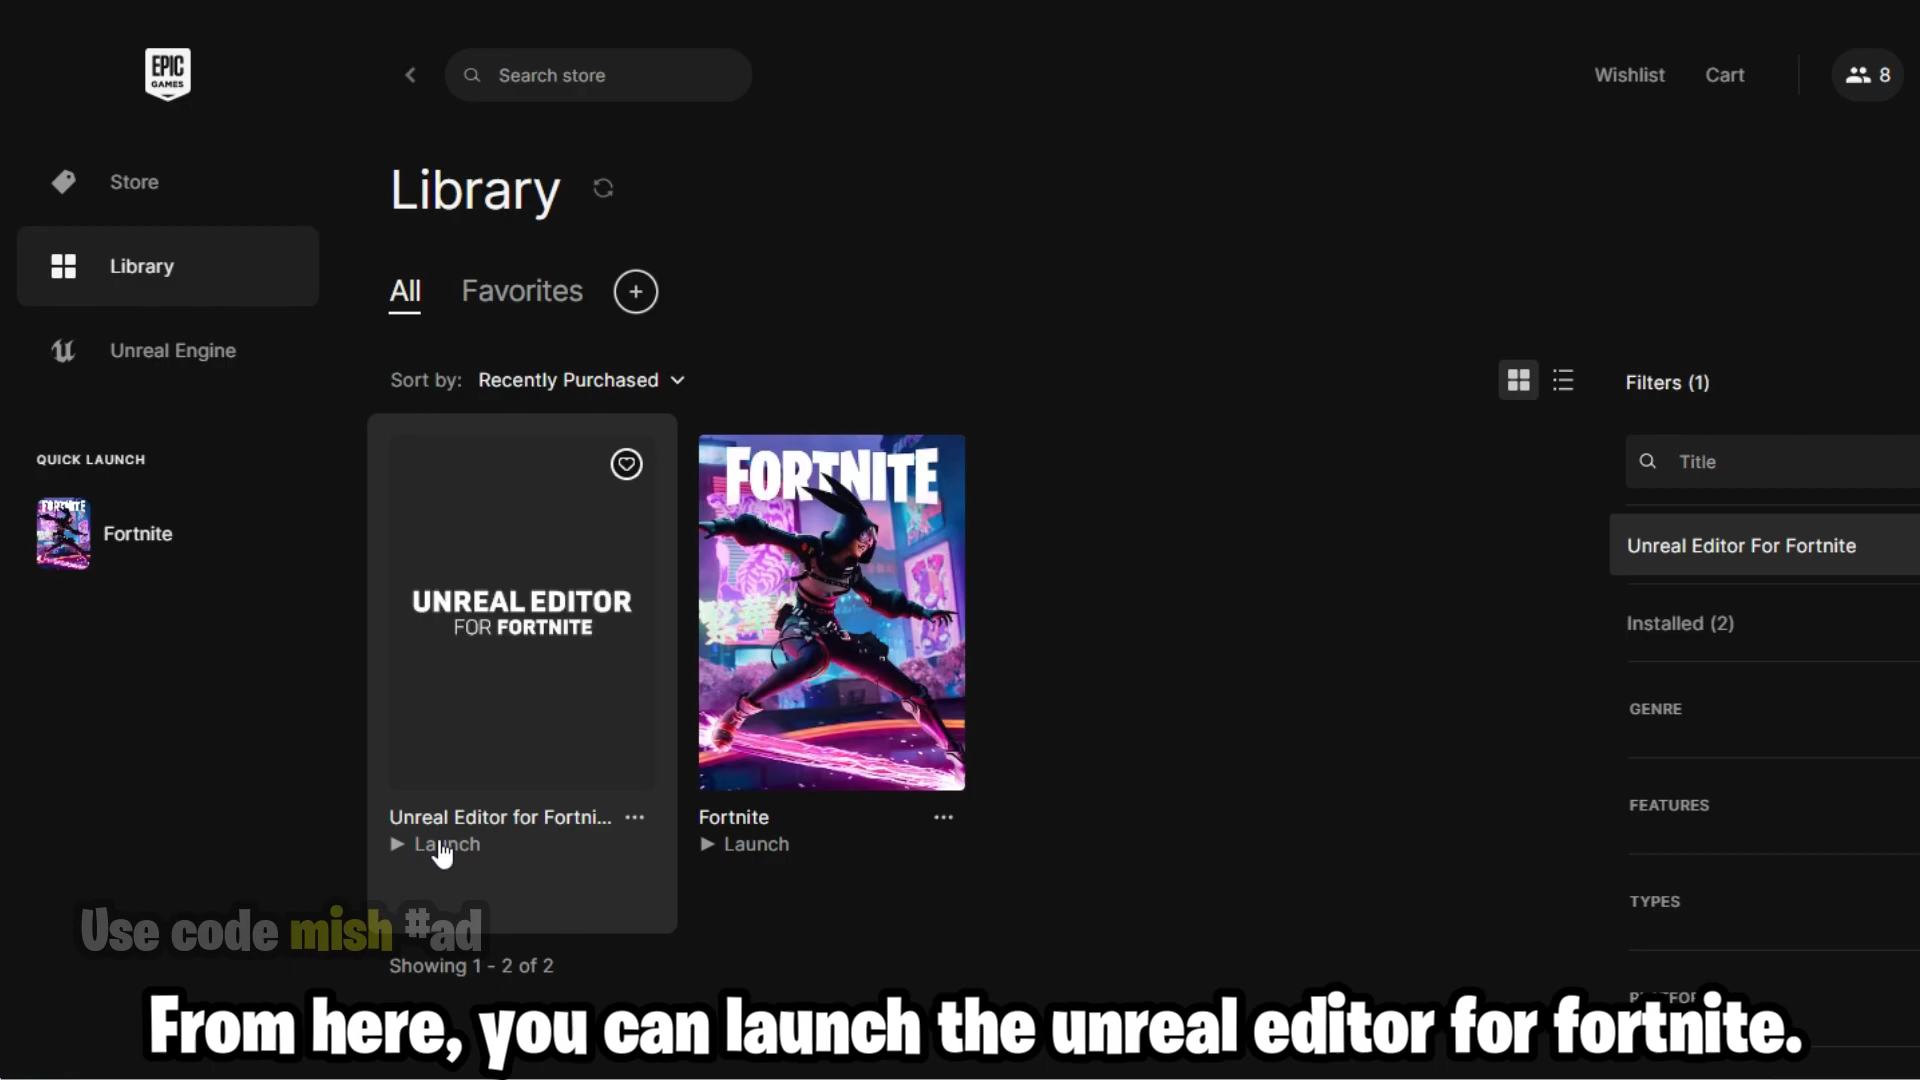 EPIC
GAMES
Search store
Wishlist
Cart
8
Store
Library
Unreal Engine
QUICK LAUNCH
FORTNITE
Fortnite
Library
All
Favorites
Sort by: Recently Purchased
UNREAL EDITOR
FOR FORTNITE
Unreal Editor for Fortni...
Launch
FORTNITE
Fortnite
Launch
Showing 1 - 2 of 2
Filters (1)
Title
Unreal Editor For Fortnite
Installed (2)
GENRE
FEATURES
TYPES
PLATFOR
Use code mish #ad
From here, you can launch the unreal editor for fortnite.